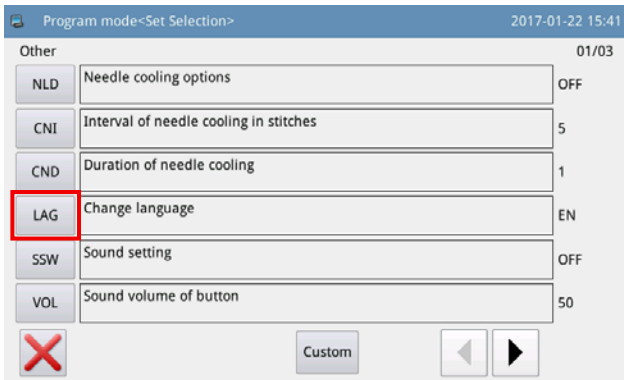 Program mode<Set Selection> 2017-01-22 15:41
Other 01/03
NLD Needle cooling options OFF
CNI Interval of needle cooling in stitches 5
CND Duration of needle cooling 1
LAG Change language EN
SSW Sound setting OFF
VOL Sound volume of button 50
Custom